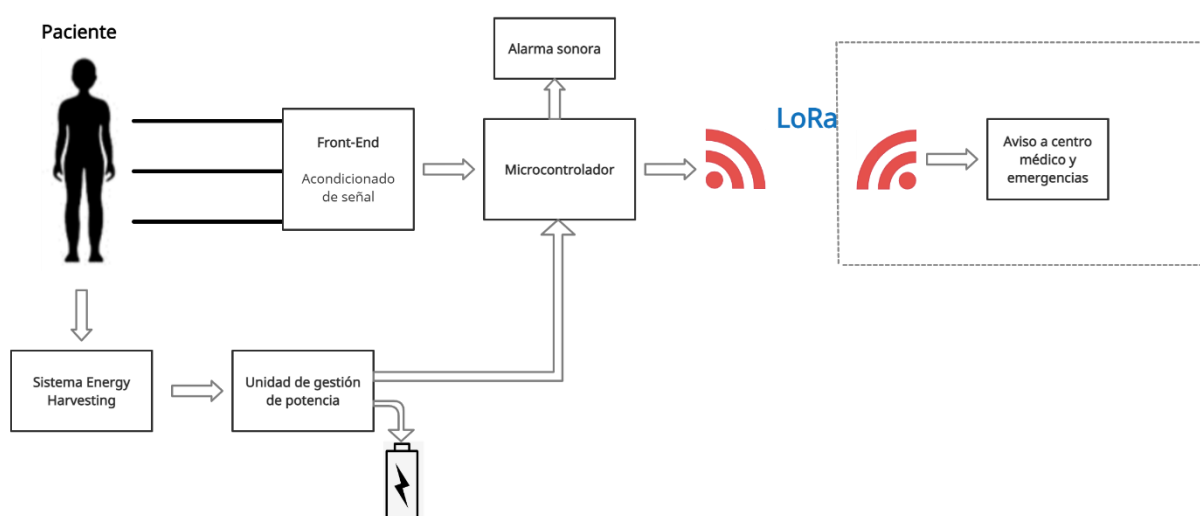 Paciente
Alarma sonora
Front-End
Acondicionado
de señal
Microcontrolador
LoRa
Aviso a centro
médico y
emergencias
Sistema Energy
Harvesting
Unidad de gestión
de potencia